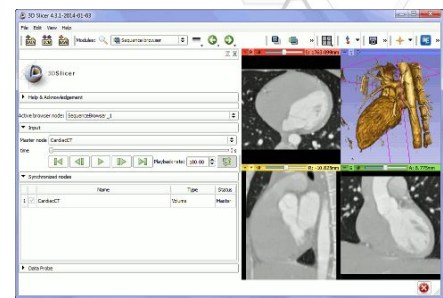 3D Slicer 4.3.1-2014-01-03
File Edit View Help
Modules: Sequence browser
3DSlicer
Help & Acknowledgement
Active browser node: SequenceBrowser_1
Input
Master node CardiacCT
time
Playback rate: 100.00
Synchronized nodes
Name Type Status
1 CardiacCT Volume Master
Data Probe